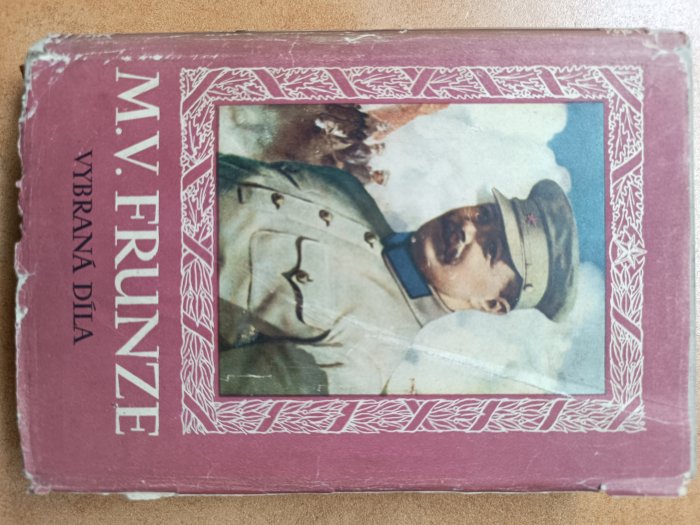 M. V. FRUNZE
VYBRANÁ DÍLA